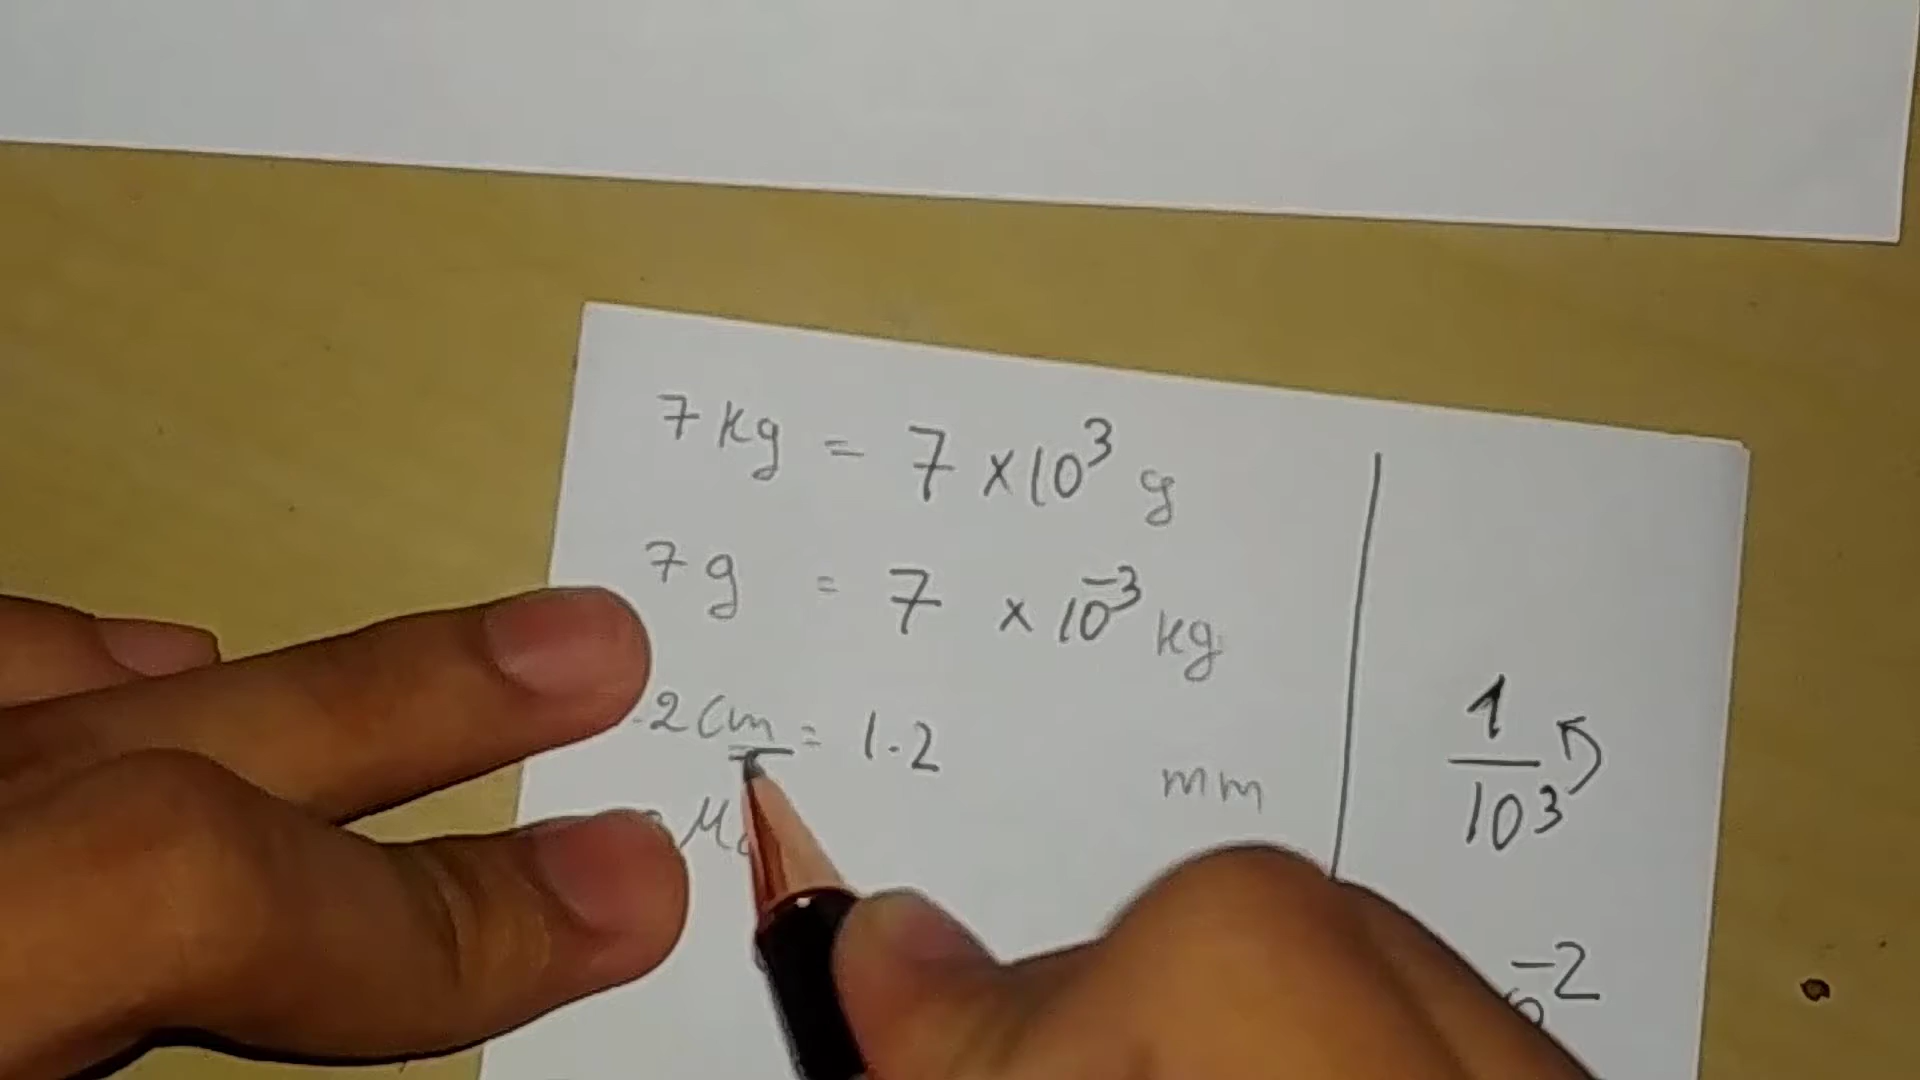 7 kg = 7 × 10³ g
7 g = 7 × 10⁻³ kg
.2 cm = 1.2 mm
M
1
10³
⁻²